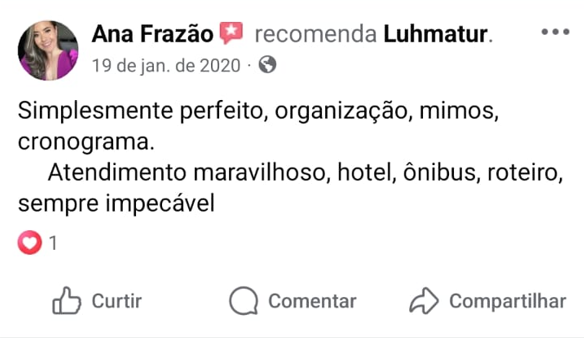 Ana Frazão recomenda Luhmatur.
19 de jan. de 2020 ·
Simplesmente perfeito, organização, mimos,
cronograma.
Atendimento maravilhoso, hotel, ônibus, roteiro,
sempre impecável
1
Curtir Comentar Compartilhar